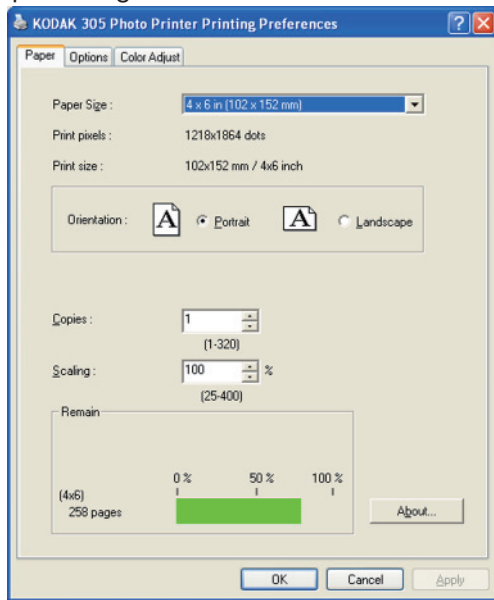 KODAK 305 Photo Printer Printing Preferences
Paper Options Color Adjust
Paper Size : 4 x 6 in (102 x 152 mm)
Print pixels : 1218x1864 dots
Print size : 102x152 mm / 4x6 inch
Orientation : A Portrait A Landscape
Copies : 1
(1-320)
Scaling : 100 %
(25-400)
Remain
0 % 50 % 100 %
(4x6)
258 pages
About...
OK Cancel Apply